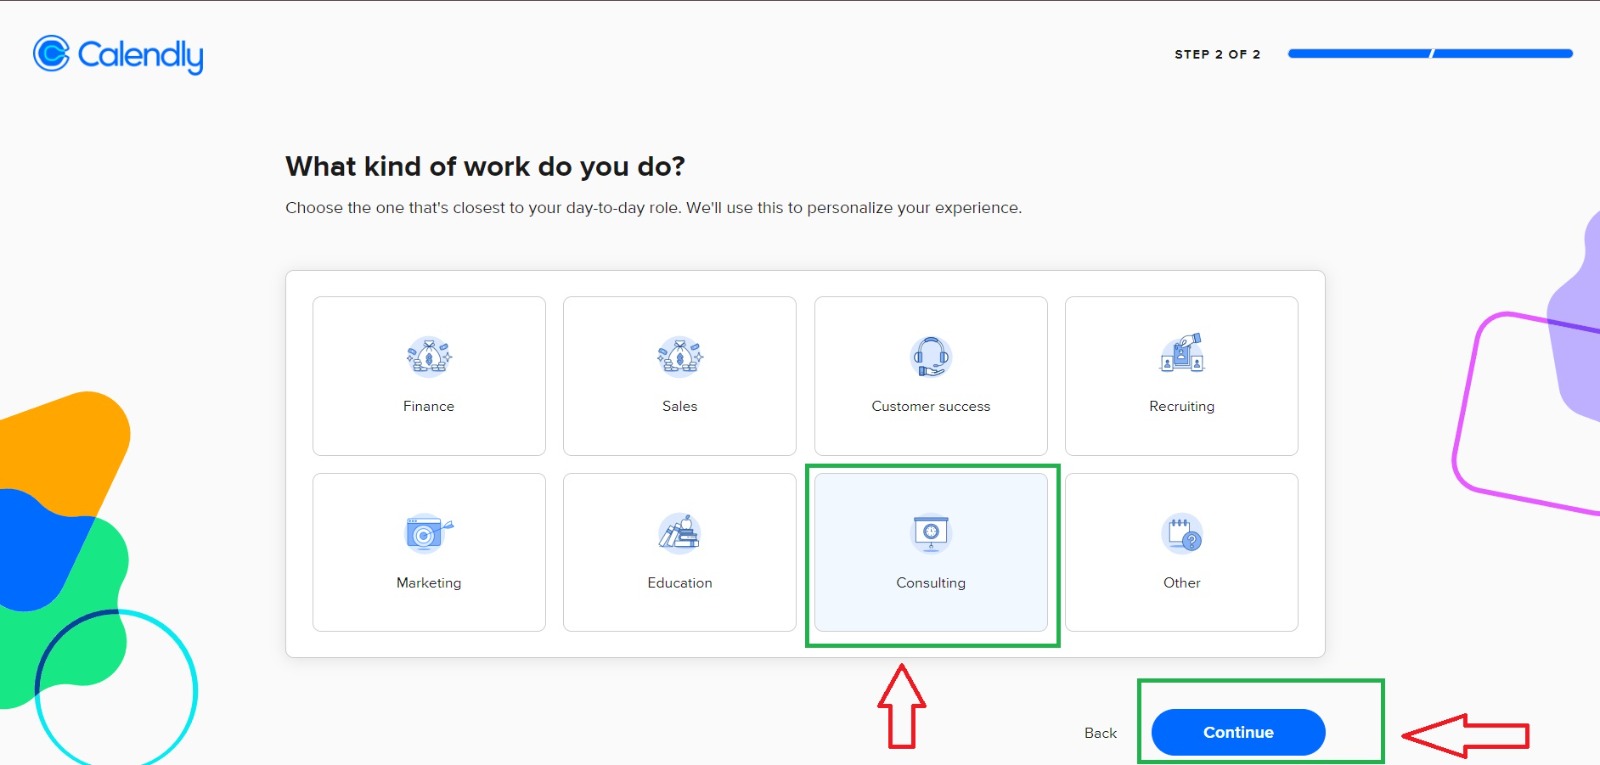 Calendly
STEP 2 OF 2
What kind of work do you do?
Choose the one that's closest to your day-to-day role. We'll use this to personalize your experience.
Finance
Sales
Customer success
Recruiting
Marketing
Education
Consulting
Other
Back
Continue